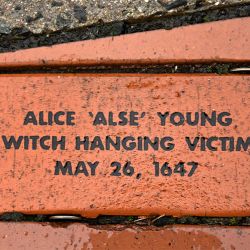 ALICE 'ALSE' YOUNG
WITCH HANGING VICTIM
MAY 26, 1647